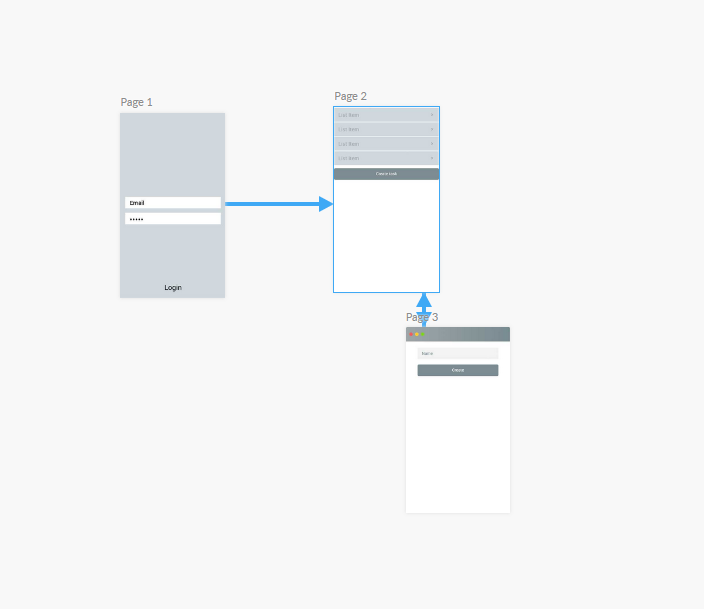 Page 1
Email
•••••
Login
Page 2
List Item
List Item
List Item
List Item
Create task
Page 3
Name
Create